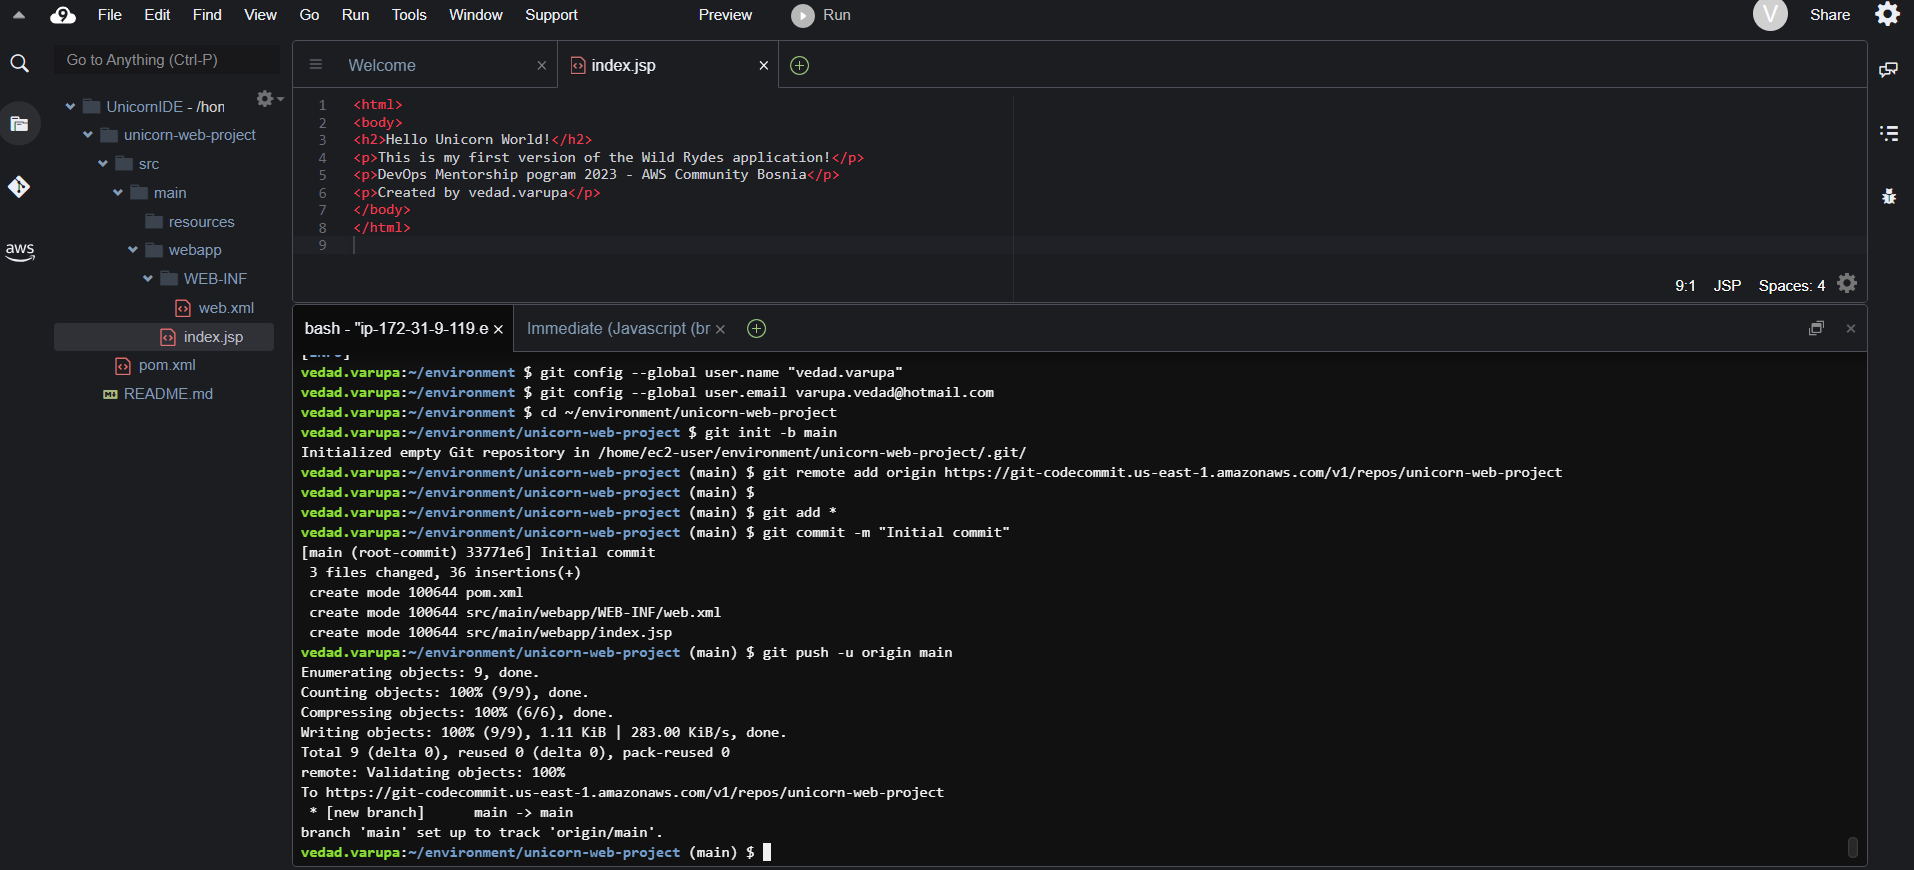 File Edit Find View Go Run Tools Window Support Preview Run V Share
Go to Anything (Ctrl-P)
UnicornIDE - /hon
unicorn-web-project
src
main
resources
webapp
WEB-INF
web.xml
index.jsp
pom.xml
README.md
aws
Welcome
index.jsp
1 <html>
2 <body>
3 <h2>Hello Unicorn World!</h2>
4 <p>This is my first version of the Wild Rydes application!</p>
5 <p>DevOps Mentorship pogram 2023 - AWS Community Bosnia</p>
6 <p>Created by vedad.varupa</p>
7 </body>
8 </html>
9
9:1 JSP Spaces: 4
bash - "ip-172-31-9-119.e
Immediate (Javascript (br
vedad.varupa:~/environment $ git config --global user.name "vedad.varupa"
vedad.varupa:~/environment $ git config --global user.email varupa.vedad@hotmail.com
vedad.varupa:~/environment $ cd ~/environment/unicorn-web-project
vedad.varupa:~/environment/unicorn-web-project $ git init -b main
Initialized empty Git repository in /home/ec2-user/environment/unicorn-web-project/.git/
vedad.varupa:~/environment/unicorn-web-project (main) $ git remote add origin https://git-codecommit.us-east-1.amazonaws.com/v1/repos/unicorn-web-project
vedad.varupa:~/environment/unicorn-web-project (main) $
vedad.varupa:~/environment/unicorn-web-project (main) $ git add *
vedad.varupa:~/environment/unicorn-web-project (main) $ git commit -m "Initial commit"
[main (root-commit) 33771e6] Initial commit
3 files changed, 36 insertions(+)
create mode 100644 pom.xml
create mode 100644 src/main/webapp/WEB-INF/web.xml
create mode 100644 src/main/webapp/index.jsp
vedad.varupa:~/environment/unicorn-web-project (main) $ git push -u origin main
Enumerating objects: 9, done.
Counting objects: 100% (9/9), done.
Compressing objects: 100% (6/6), done.
Writing objects: 100% (9/9), 1.11 KiB | 283.00 KiB/s, done.
Total 9 (delta 0), reused 0 (delta 0), pack-reused 0
remote: Validating objects: 100%
To https://git-codecommit.us-east-1.amazonaws.com/v1/repos/unicorn-web-project
* [new branch]      main -> main
branch 'main' set up to track 'origin/main'.
vedad.varupa:~/environment/unicorn-web-project (main) $